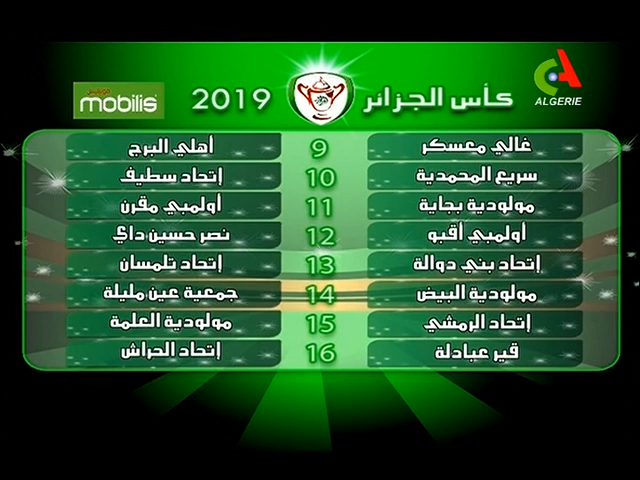 ALGERIE
موبيليس
mobilis
كأس الجزائر 2019
غالي معسكر 9 أهلي البرج
سريع المحمدية 10 إتحاد سطيف
مولودية بجاية 11 أولمبي مقرن
أولمبي أقبو 12 نصر حسين داي
إتحاد بني دوالة 13 إتحاد تلمسان
مولودية البيض 14 جمعية عين مليلة
إتحاد الرمشي 15 مولودية العلمة
قير عبادلة 16 إتحاد الحراش